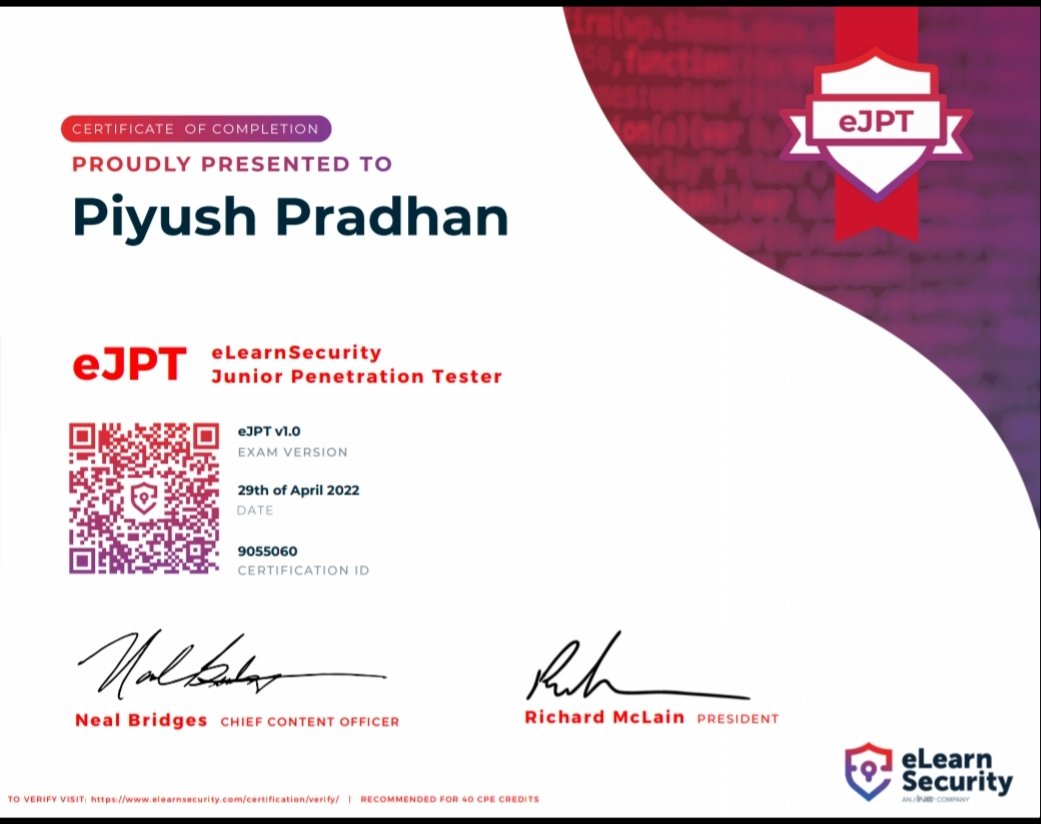 eJPT
CERTIFICATE OF COMPLETION
PROUDLY PRESENTED TO
Piyush Pradhan
eJPT
eLearnSecurity
Junior Penetration Tester
eJPT v1.0
EXAM VERSION
29th of April 2022
DATE
9055060
CERTIFICATION ID
Neal Bridges CHIEF CONTENT OFFICER
Richard McLain PRESIDENT
eLearn
Security
AN INE COMPANY
TO VERIFY VISIT: https://www.elearnsecurity.com/certification/verify/ | RECOMMENDED FOR 40 CPE CREDITS